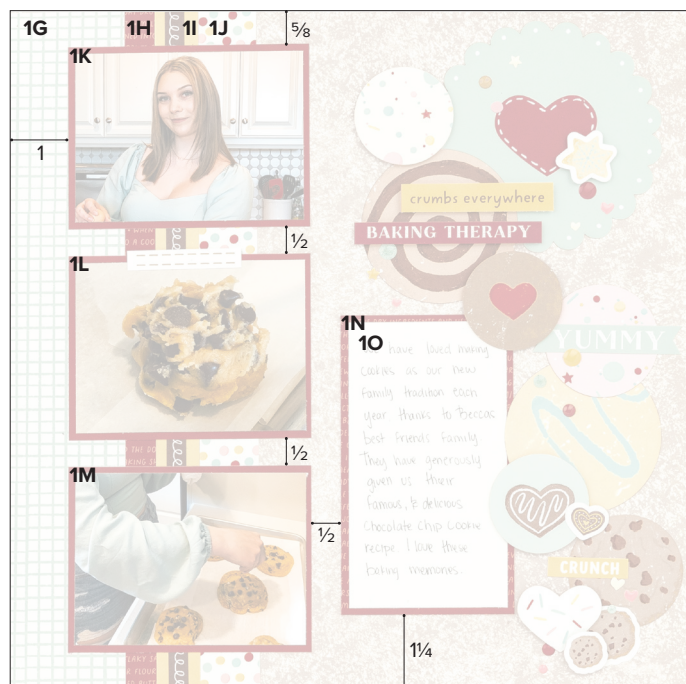 1G
1H
1I
1J
5/8
1K
1
crumbs everywhere
BAKING THERAPY
1/2
1L
1N
1O
YUMMY
have loved making
cookies as our new
family tradition each
year thanks to Beccas
best friends family
They have generously
given us their
famous, & delicious
Chocolate chip cookie
recipe. I love these
baking memories.
1/2
1M
1/2
CRUNCH
1 1/4